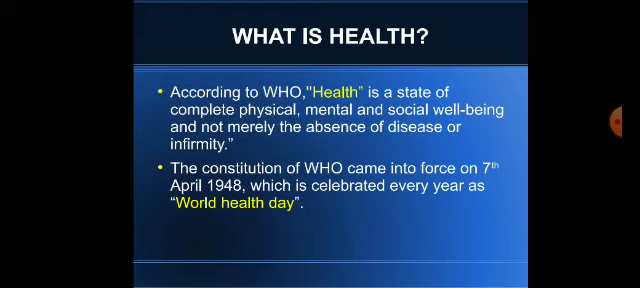 WHAT IS HEALTH?
• According to WHO,"Health" is a state of
complete physical, mental and social well-being
and not merely the absence of disease or
infirmity.”
• The constitution of WHO came into force on 7th
April 1948, which is celebrated every year as
“World health day”.